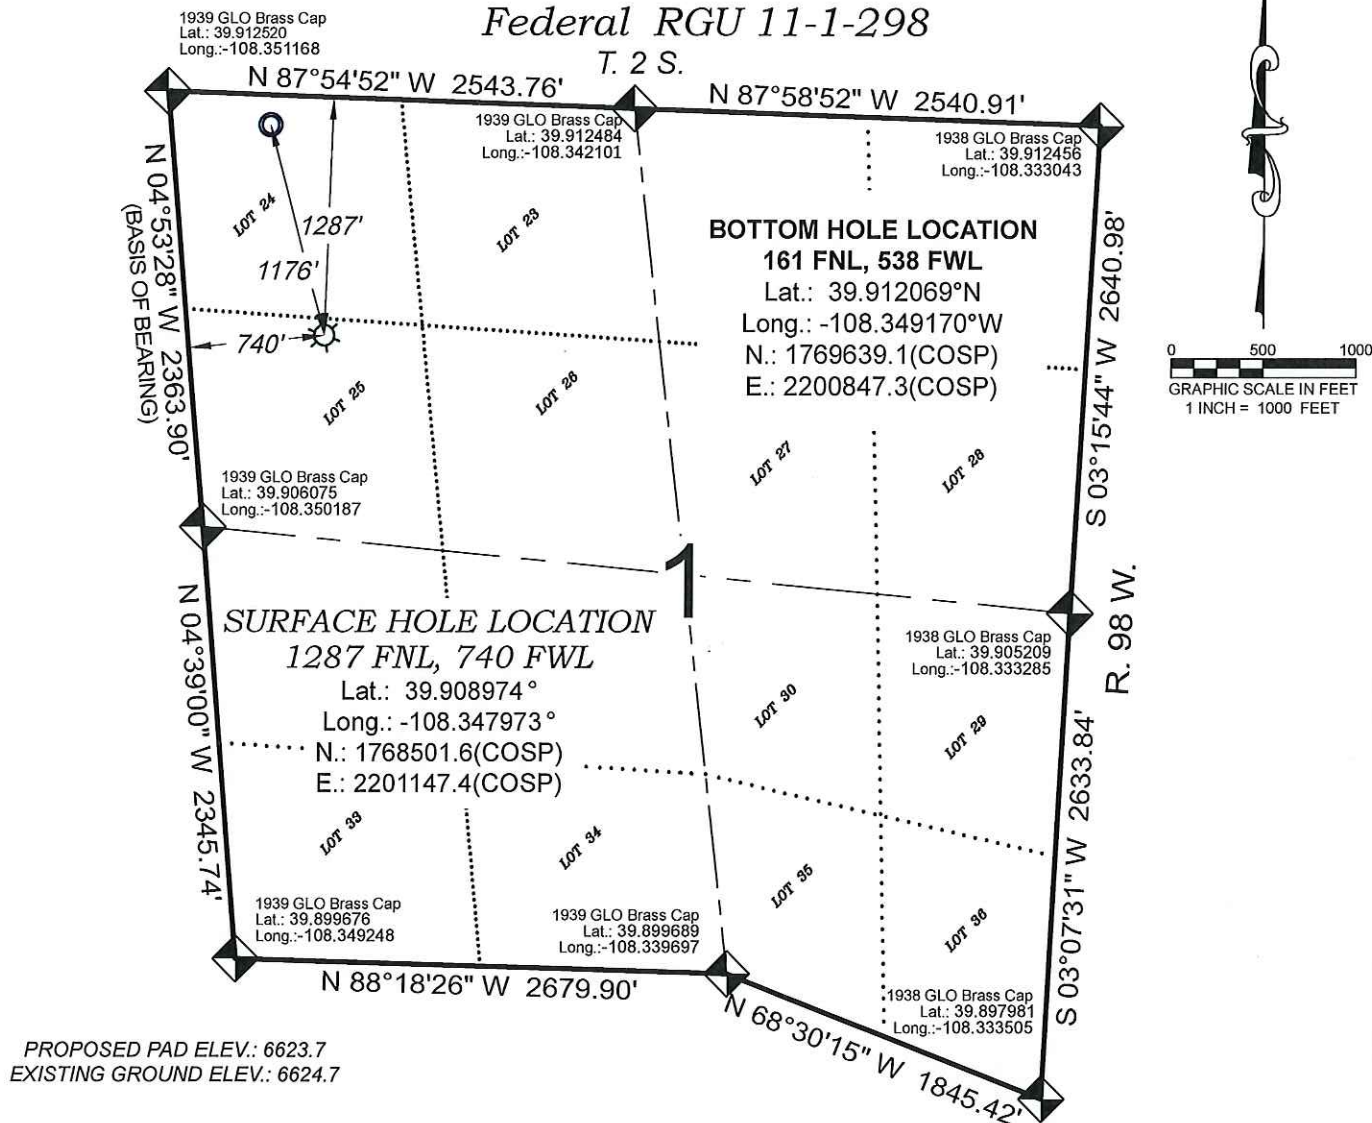 Federal RGU 11-1-298
T. 2 S.
1939 GLO Brass Cap
Lat.: 39.912520
Long.:-108.351168
N 87°54'52" W 2543.76'
N 87°58'52" W 2540.91'
1939 GLO Brass Cap
Lat.: 39.912484
Long.:-108.342101
1938 GLO Brass Cap
Lat.: 39.912456
Long.:-108.333043
N 04°53'28" W 2363.90'
(BASIS OF BEARING)
LOT 24
LOT 23
1287'
1176'
740'
BOTTOM HOLE LOCATION
161 FNL, 538 FWL
Lat.: 39.912069°N
Long.: -108.349170°W
N.: 1769639.1(COSP)
E.: 2200847.3(COSP)
S 03°15'44" W 2640.98'
0 500 1000
GRAPHIC SCALE IN FEET
1 INCH = 1000 FEET
LOT 25
LOT 26
LOT 27
LOT 28
1939 GLO Brass Cap
Lat.: 39.906075
Long.:-108.350187
1
R. 98 W.
N 04°39'00" W 2345.74'
SURFACE HOLE LOCATION
1287 FNL, 740 FWL
Lat.: 39.908974°
Long.: -108.347973°
N.: 1768501.6(COSP)
E.: 2201147.4(COSP)
1938 GLO Brass Cap
Lat.: 39.905209
Long.:-108.333285
LOT 30
LOT 29
S 03°07'31" W 2633.84'
LOT 33
LOT 34
LOT 35
LOT 36
1939 GLO Brass Cap
Lat.: 39.899676
Long.:-108.349248
1939 GLO Brass Cap
Lat.: 39.899689
Long.:-108.339697
N 88°18'26" W 2679.90'
1938 GLO Brass Cap
Lat.: 39.897981
Long.:-108.333505
N 68°30'15" W 1845.42'
PROPOSED PAD ELEV.: 6623.7
EXISTING GROUND ELEV.: 6624.7